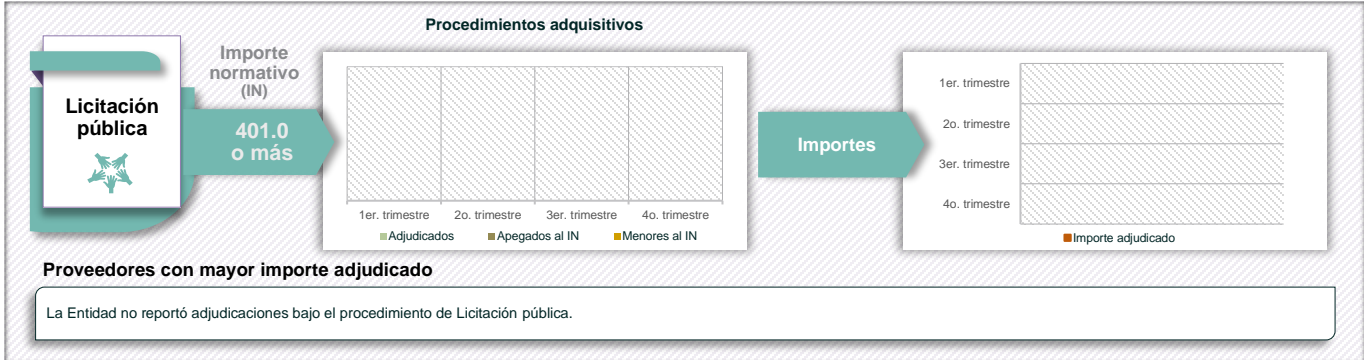 Procedimientos adquisitivos
Licitación
pública
Importe
normativo
(IN)
401.0
o más
1er. trimestre 2o. trimestre 3er. trimestre 4o. trimestre
Adjudicados Apegados al IN Menores al IN
Importes
1er. trimestre
2o. trimestre
3er. trimestre
4o. trimestre
Importe adjudicado
Proveedores con mayor importe adjudicado
La Entidad no reportó adjudicaciones bajo el procedimiento de Licitación pública.